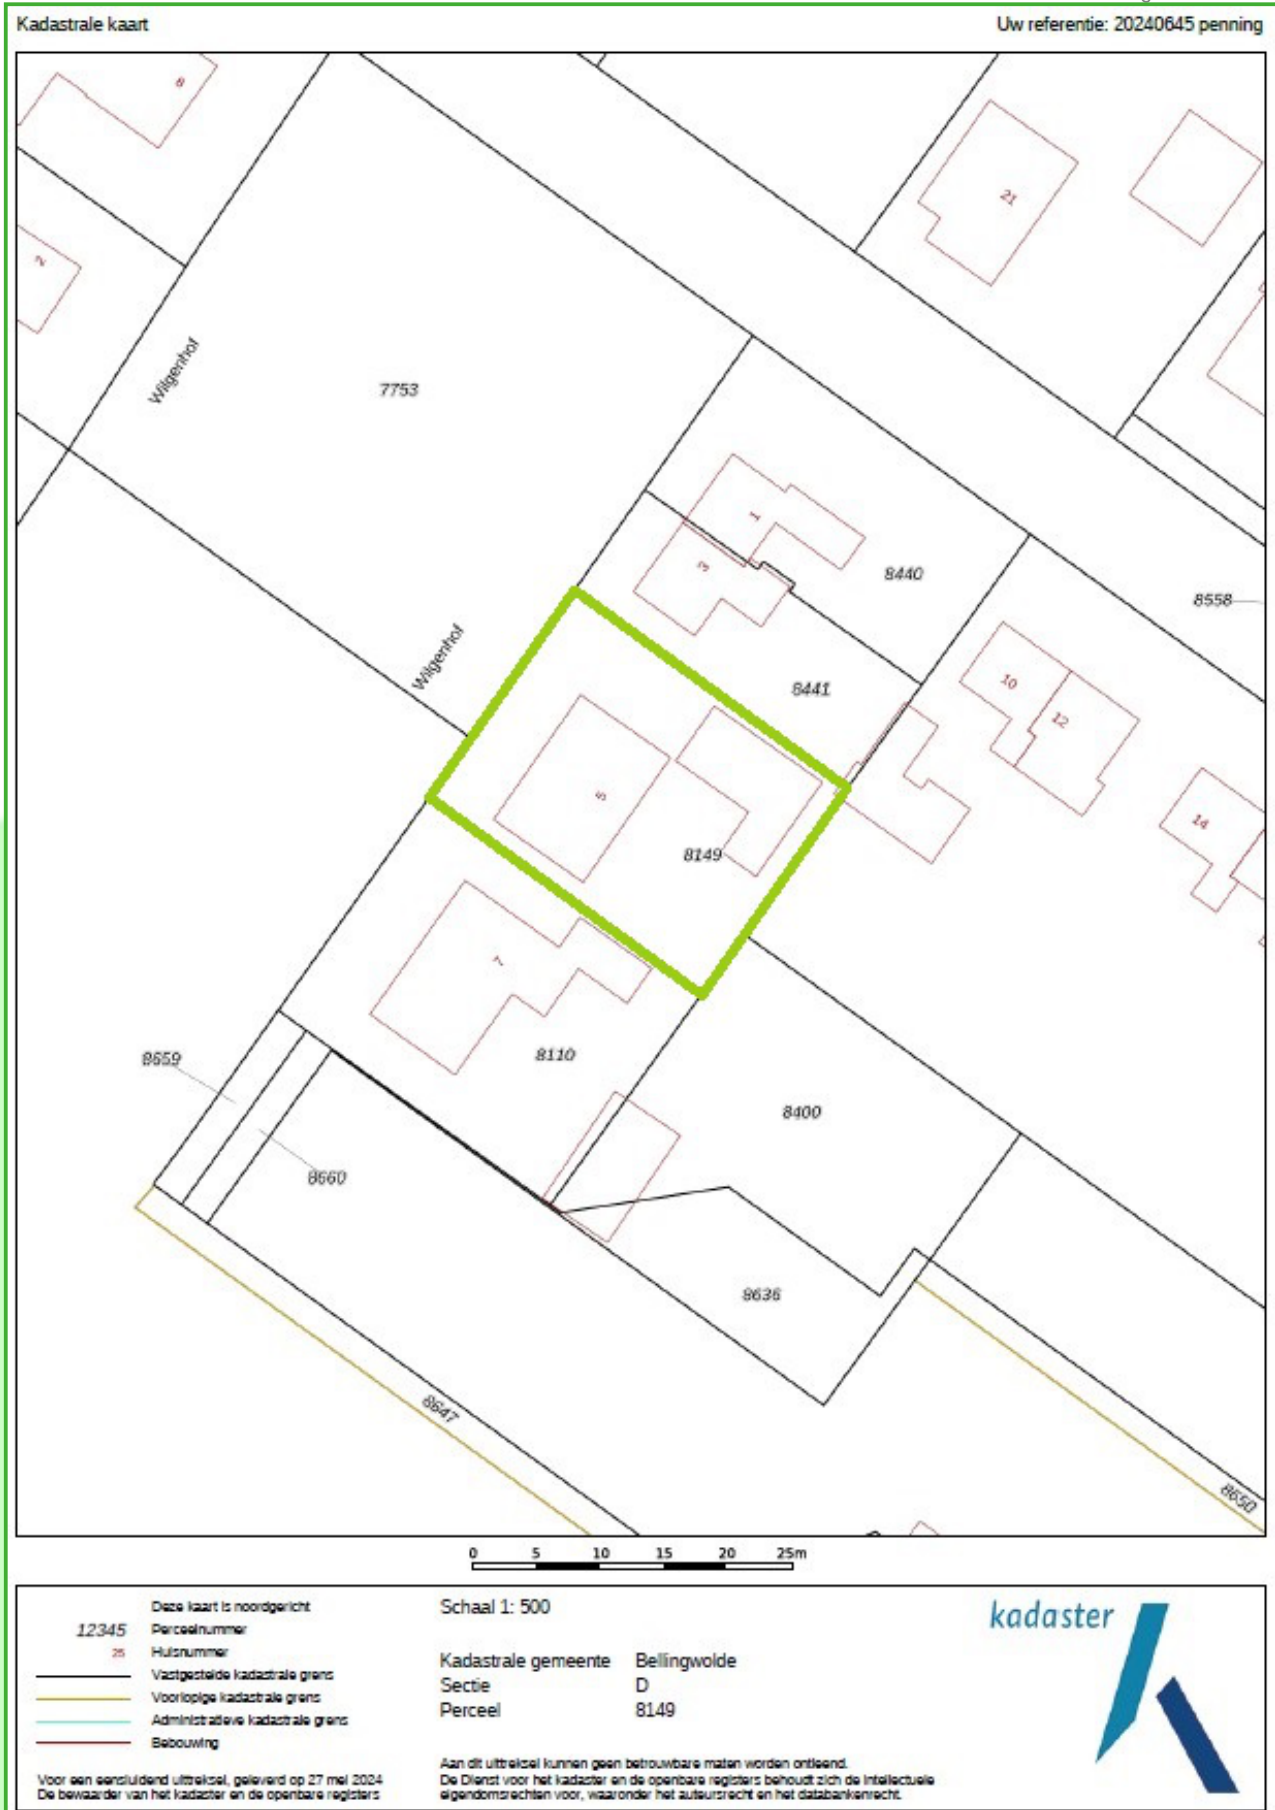 Kadastrale kaart
Uw referentie: 20240645 penning
8
21
2
Wilgenhof
7753
1
3
8440
8558
Wilgenhof
8441
10
12
5
14
8149
7
8659
8110
8400
8660
8636
8647
8650
0 5 10 15 20 25m
Deze kaart is noordgericht
12345 Perceelnummer
25 Huisnummer
Vastgestelde kadastrale grens
Voorlopige kadastrale grens
Administratieve kadastrale grens
Bebouwing
Voor een eensluidend uittreksel, geleverd op 27 mei 2024
De bewaarder van het kadaster en de openbare registers
Schaal 1: 500
Kadastrale gemeente Bellingwolde
Sectie D
Perceel 8149
Aan dit uittreksel kunnen geen betrouwbare maten worden ontleend.
De Dienst voor het kadaster en de openbare registers behoudt zich de intellectuele
eigendomsrechten voor, waaronder het auteursrecht en het databankenrecht.
kadaster